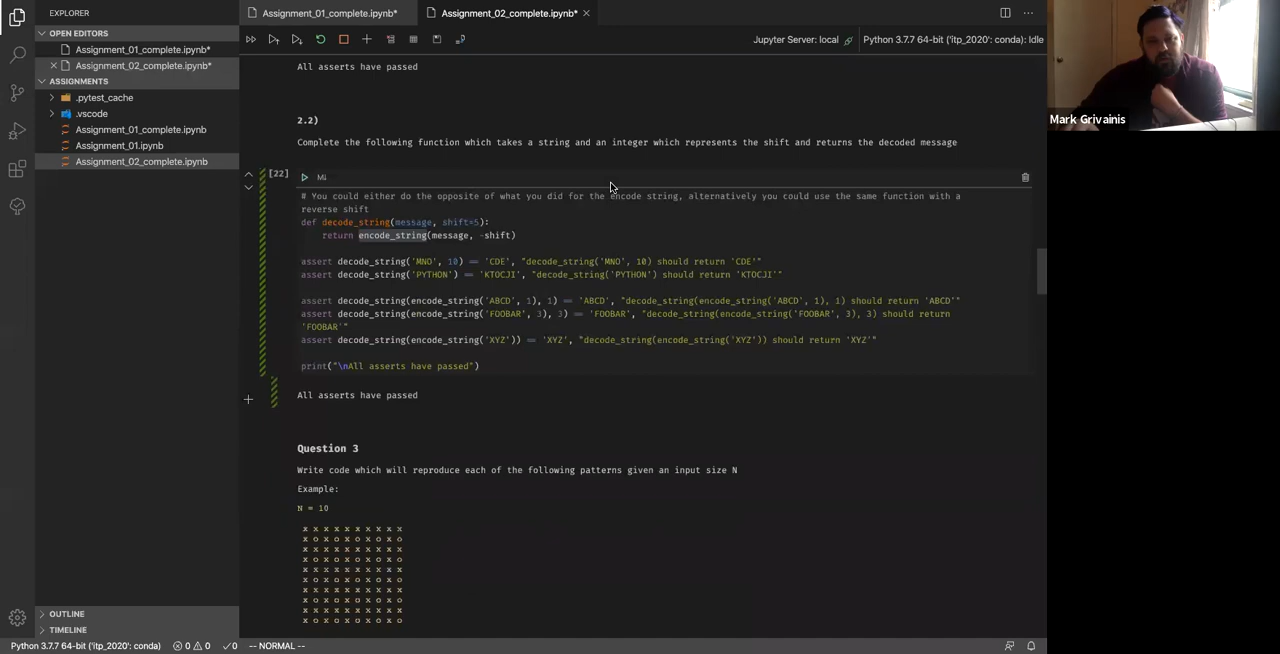 EXPLORER
OPEN EDITORS
Assignment_01_complete.ipynb*
Assignment_02_complete.ipynb*
ASSIGNMENTS
.pytest_cache
.vscode
Assignment_01_complete.ipynb
Assignment_01.ipynb
Assignment_02_complete.ipynb
OUTLINE
TIMELINE
Assignment_01_complete.ipynb*
Assignment_02_complete.ipynb*
Jupyter Server: local
Python 3.7.7 64-bit ('itp_2020': conda): Idle
All asserts have passed
2.2)
Complete the following function which takes a string and an integer which represents the shift and returns the decoded message
[22]
M↓
# You could either do the opposite of what you did for the encode string, alternatively you could use the same function with a
reverse shift
def decode_string(message, shift=5):
return encode_string(message, -shift)
assert decode_string('MNO', 10) == 'CDE', "decode_string('MNO', 10) should return 'CDE'"
assert decode_string('PYTHON') == 'KTOCJI', "decode_string('PYTHON') should return 'KTOCJI'"
assert decode_string(encode_string('ABCD', 1), 1) == 'ABCD', "decode_string(encode_string('ABCD', 1), 1) should return 'ABCD'"
assert decode_string(encode_string('FOOBAR', 3), 3) == 'FOOBAR', "decode_string(encode_string('FOOBAR', 3), 3) should return
'FOOBAR'"
assert decode_string(encode_string('XYZ')) == 'XYZ', "decode_string(encode_string('XYZ')) should return 'XYZ'"
print("\nAll asserts have passed")
All asserts have passed
Question 3
Write code which will reproduce each of the following patterns given an input size N
Example:
N = 10
x x x x x x x x x x
x o x o x o x o x o
x x x x x x x x x x
x o x o x o x o x o
x x x x x x x x x x
x o x o x o x o x o
x x x x x x x x x x
x o x o x o x o x o
x x x x x x x x x x
x o x o x o x o x o
Python 3.7.7 64-bit ('itp_2020': conda)
0
0
0
-- NORMAL --
Mark Grivainis